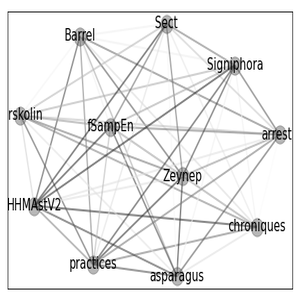 Sect
Barrel
Signiphora
rskolin
fSampEn
arrest
Zeynep
HHMAstV2
chroniques
practices
asparagus